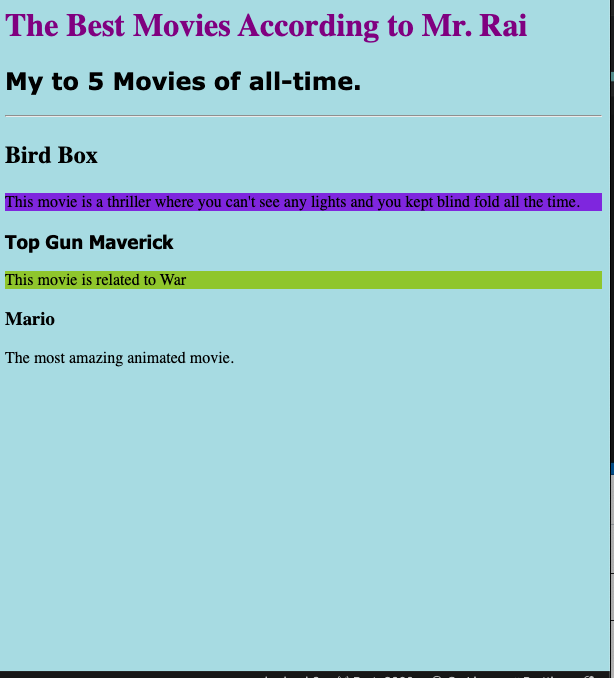 The Best Movies According to Mr. Rai
My to 5 Movies of all-time.
Bird Box
This movie is a thriller where you can't see any lights and you kept blind fold all the time.
Top Gun Maverick
This movie is related to War
Mario
The most amazing animated movie.